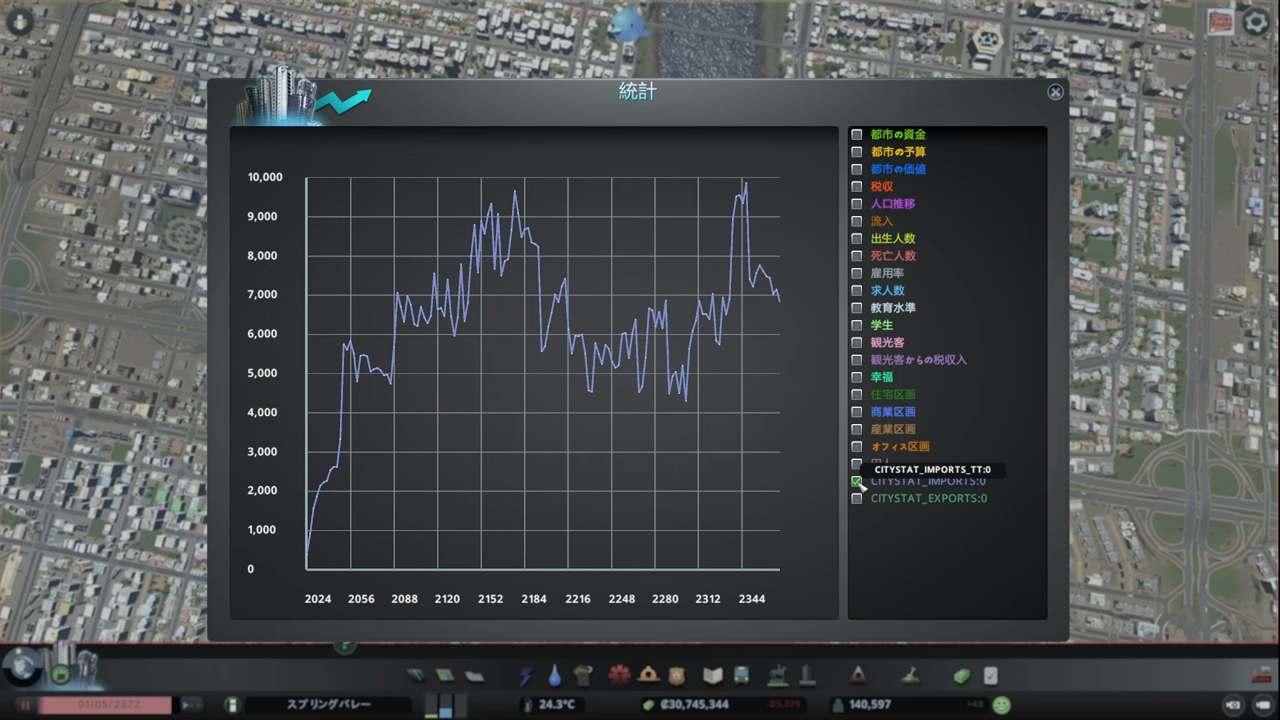 統計
10,000
9,000
8,000
7,000
6,000
5,000
4,000
3,000
2,000
1,000
0
2024 2056 2088 2120 2152 2184 2216 2248 2280 2312 2344
都市の資金
都市の予算
都市の価値
税収
人口推移
流入
出生人数
死亡人数
雇用率
求人数
教育水準
学生
観光客
観光客からの税収入
幸福
住宅区画
商業区画
産業区画
オフィス区画
CITYSTAT_IMPORTS_TT:0
CITYSTAT_IMPORTS:0
CITYSTAT_EXPORTS:0
01/05/2372 スプリングバレー 24.3°C ₡30,745,344 140,597 +48